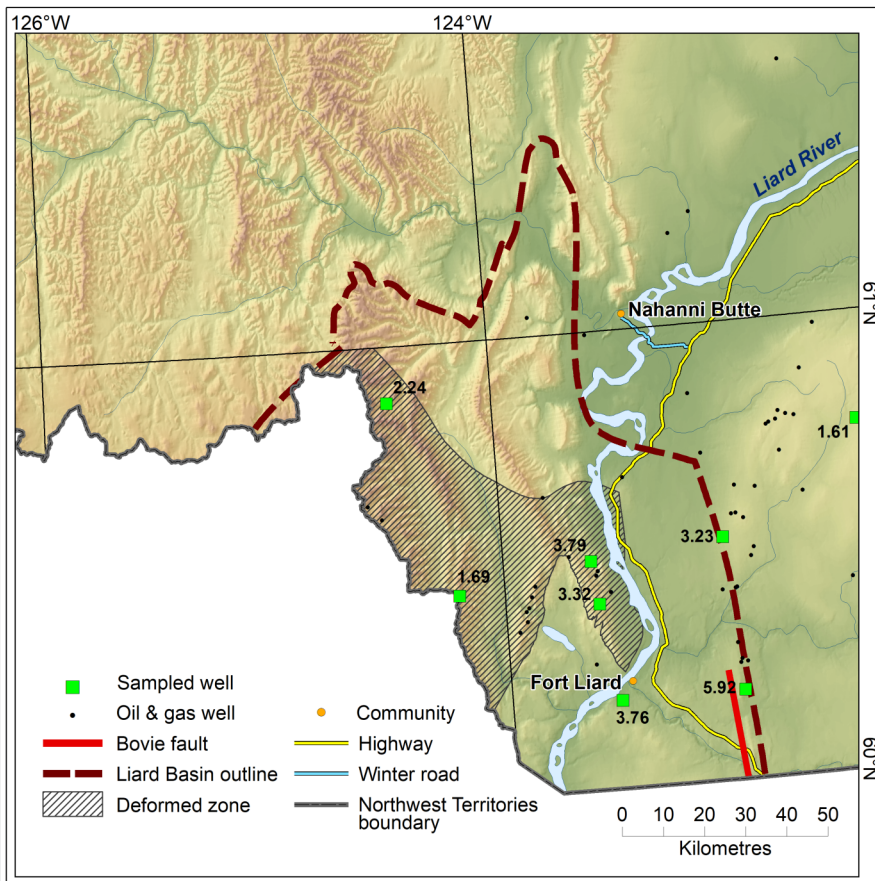 126°W
124°W
Liard River
61°N
Nahanni Butte
2.24
1.61
3.23
3.79
1.69
3.32
Fort Liard
5.92
3.76
60°N
Sampled well
Oil & gas well
Bovie fault
Liard Basin outline
Deformed zone
Community
Highway
Winter road
Northwest Territories
boundary
0 10 20 30 40 50
Kilometres